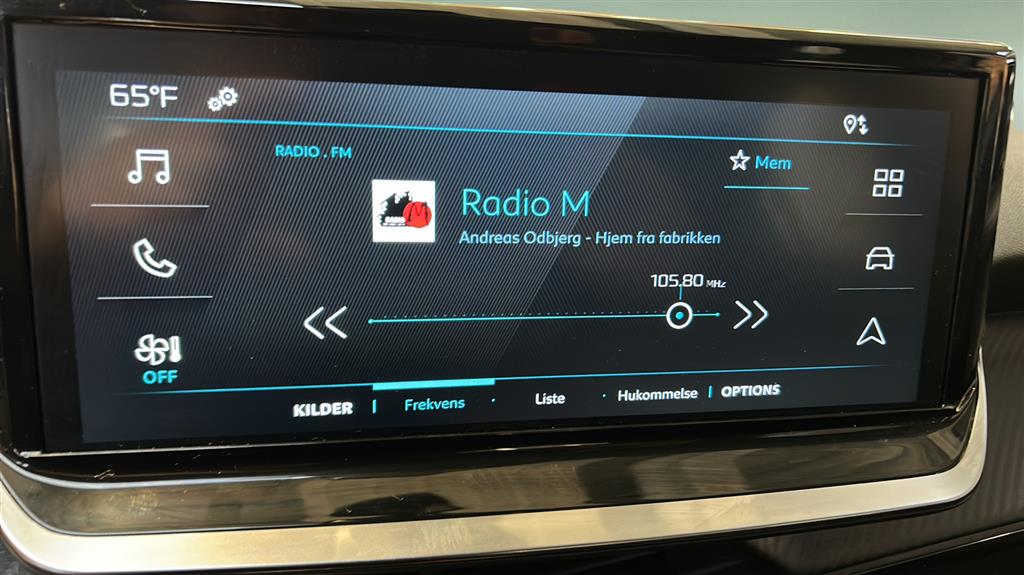 65°F
RADIO . FM
Mem
RADIO M
Radio M
Andreas Odbjerg - Hjem fra fabrikken
105.80 MHz
OFF
KILDER
Frekvens
Liste
Hukommelse
OPTIONS